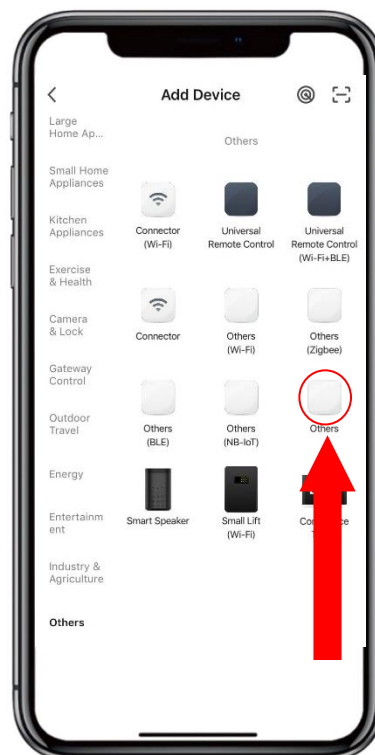 Add Device
Large
Home Ap...
Small Home
Appliances
Kitchen
Appliances
Exercise
& Health
Camera
& Lock
Gateway
Control
Outdoor
Travel
Energy
Entertainm
ent
Industry &
Agriculture
Others
Others
Connector
(Wi-Fi)
Universal
Remote Control
Universal
Remote Control
(Wi-Fi+BLE)
Connector
Others
(Wi-Fi)
Others
(Zigbee)
Others
(BLE)
Others
(NB-IoT)
Others
Smart Speaker
Small Lift
(Wi-Fi)